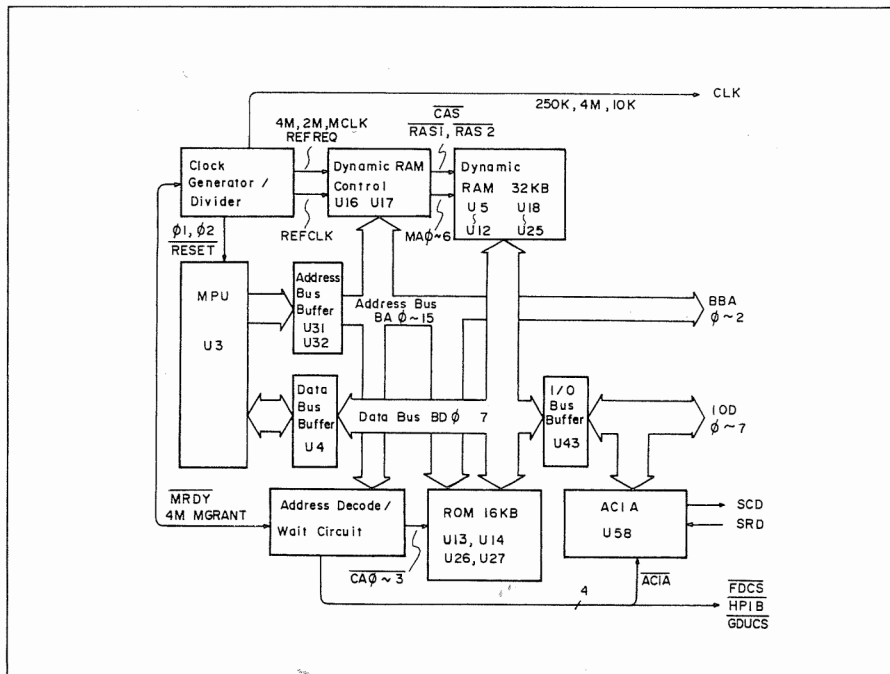 CLK
250K, 4M, 10K
4M, 2M, MCLK
REFREQ
CAS
RAS1, RAS2
Clock
Generator /
Divider
Dynamic RAM
Control
U16 U17
Dynamic
RAM 32KB
U5 U18
~ ~
U12 U25
REFCLK
MAφ~6
φ1, φ2
RESET
MPU
U3
Address
Bus
Buffer
U31
U32
Address Bus
BA φ~15
BBA
φ~2
Data
Bus
Buffer
U4
Data Bus BDφ 7
I/O
Bus
Buffer
U43
IOD
φ~7
MRDY
4M MGRANT
Address Decode/
Wait Circuit
CAφ~3
ROM 16KB
U13, U14
U26, U27
ACIA
U58
SCD
SRD
ACIA
4
FDCS
HPIB
GDUCS